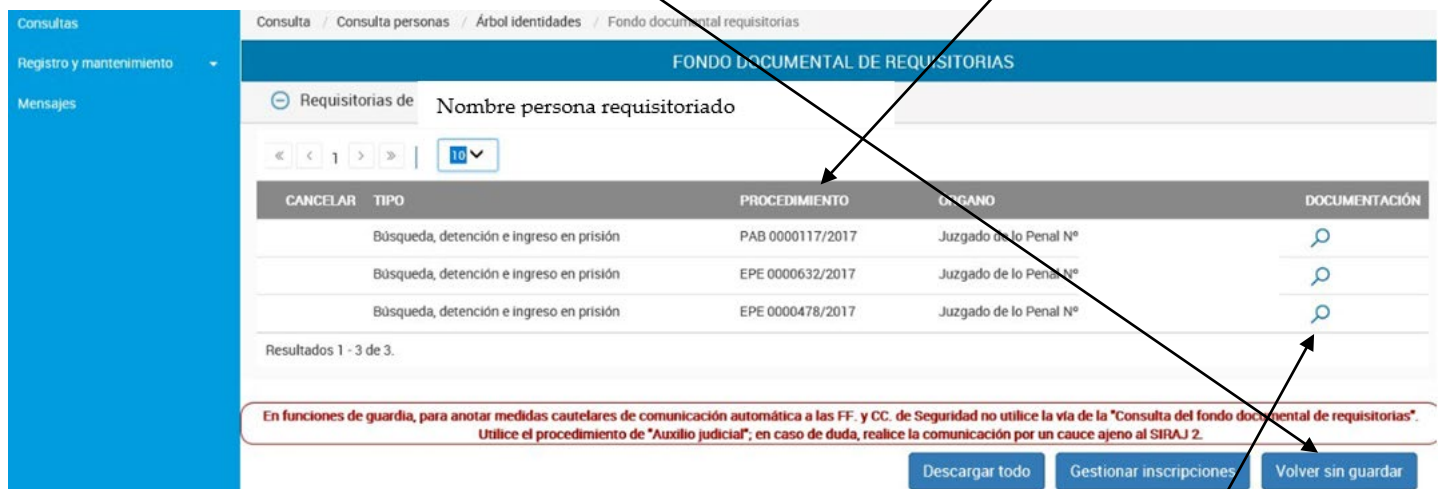 Consultas
Registro y mantenimiento
Mensajes
Consulta / Consulta personas / Árbol identidades / Fondo documental requisitorias
FONDO DOCUMENTAL DE REQUISITORIAS
Requisitorias de Nombre persona requisitoriado
« < 1 > » | 10
CANCELAR TIPO PROCEDIMIENTO ORGANO DOCUMENTACIÓN
Búsqueda, detención e ingreso en prisión PAB 0000117/2017 Juzgado de lo Penal Nº
Búsqueda, detención e ingreso en prisión EPE 0000632/2017 Juzgado de lo Penal Nº
Búsqueda, detención e ingreso en prisión EPE 0000478/2017 Juzgado de lo Penal Nº
Resultados 1 - 3 de 3.
En funciones de guardia, para anotar medidas cautelares de comunicación automática a las FF. y CC. de Seguridad no utilice la vía de la "Consulta del fondo documental de requisitorias".
Utilice el procedimiento de "Auxilio judicial"; en caso de duda, realice la comunicación por un cauce ajeno al SIRAJ 2.
Descargar todo Gestionar inscripciones Volver sin guardar